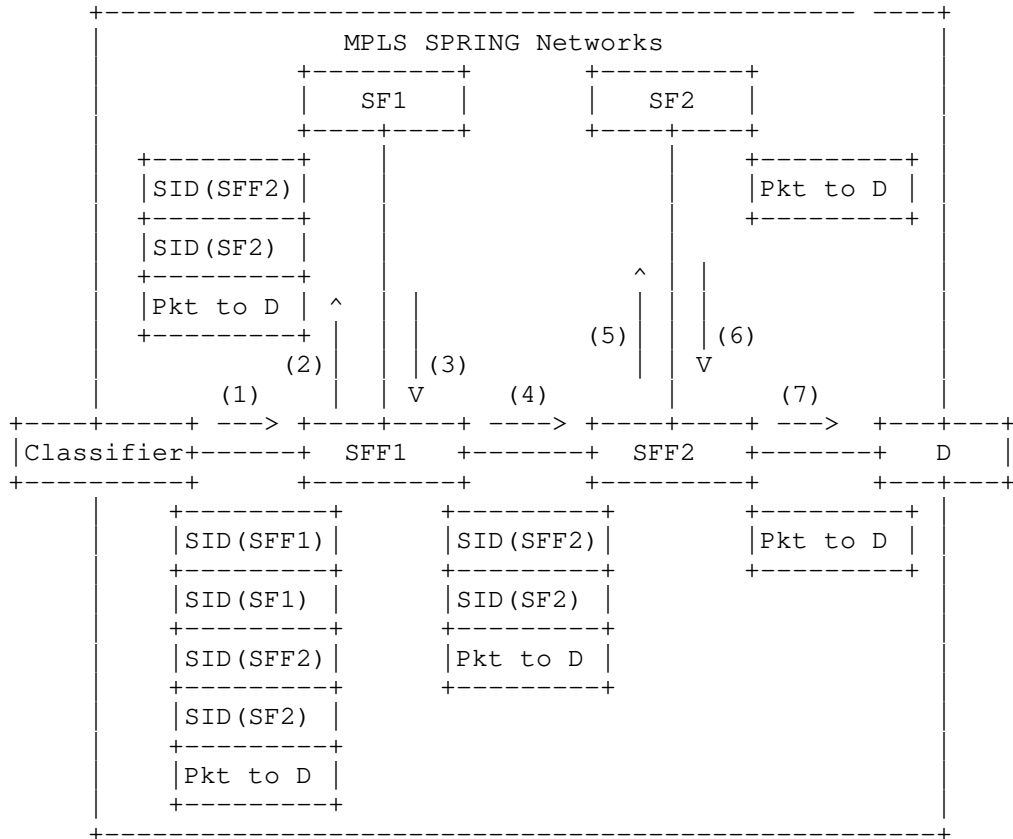 MPLS SPRING Networks
SF1 SF2
SID(SFF2) Pkt to D
SID(SF2)
^
Pkt to D ^
(5) (6)
(2) (3) V
(1) V (4) (7)
---> ----> --->
Classifier SFF1 SFF2 D
SID(SFF1) SID(SFF2) Pkt to D
SID(SF1) SID(SF2)
SID(SFF2) Pkt to D
SID(SF2)
Pkt to D